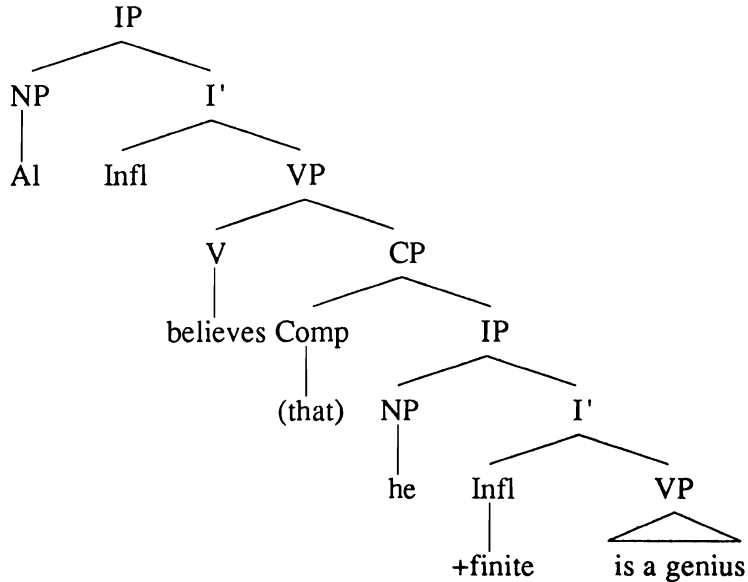 IP
NP I'
Al Infl VP
V CP
believes Comp IP
(that) NP I'
he Infl VP
+finite is a genius